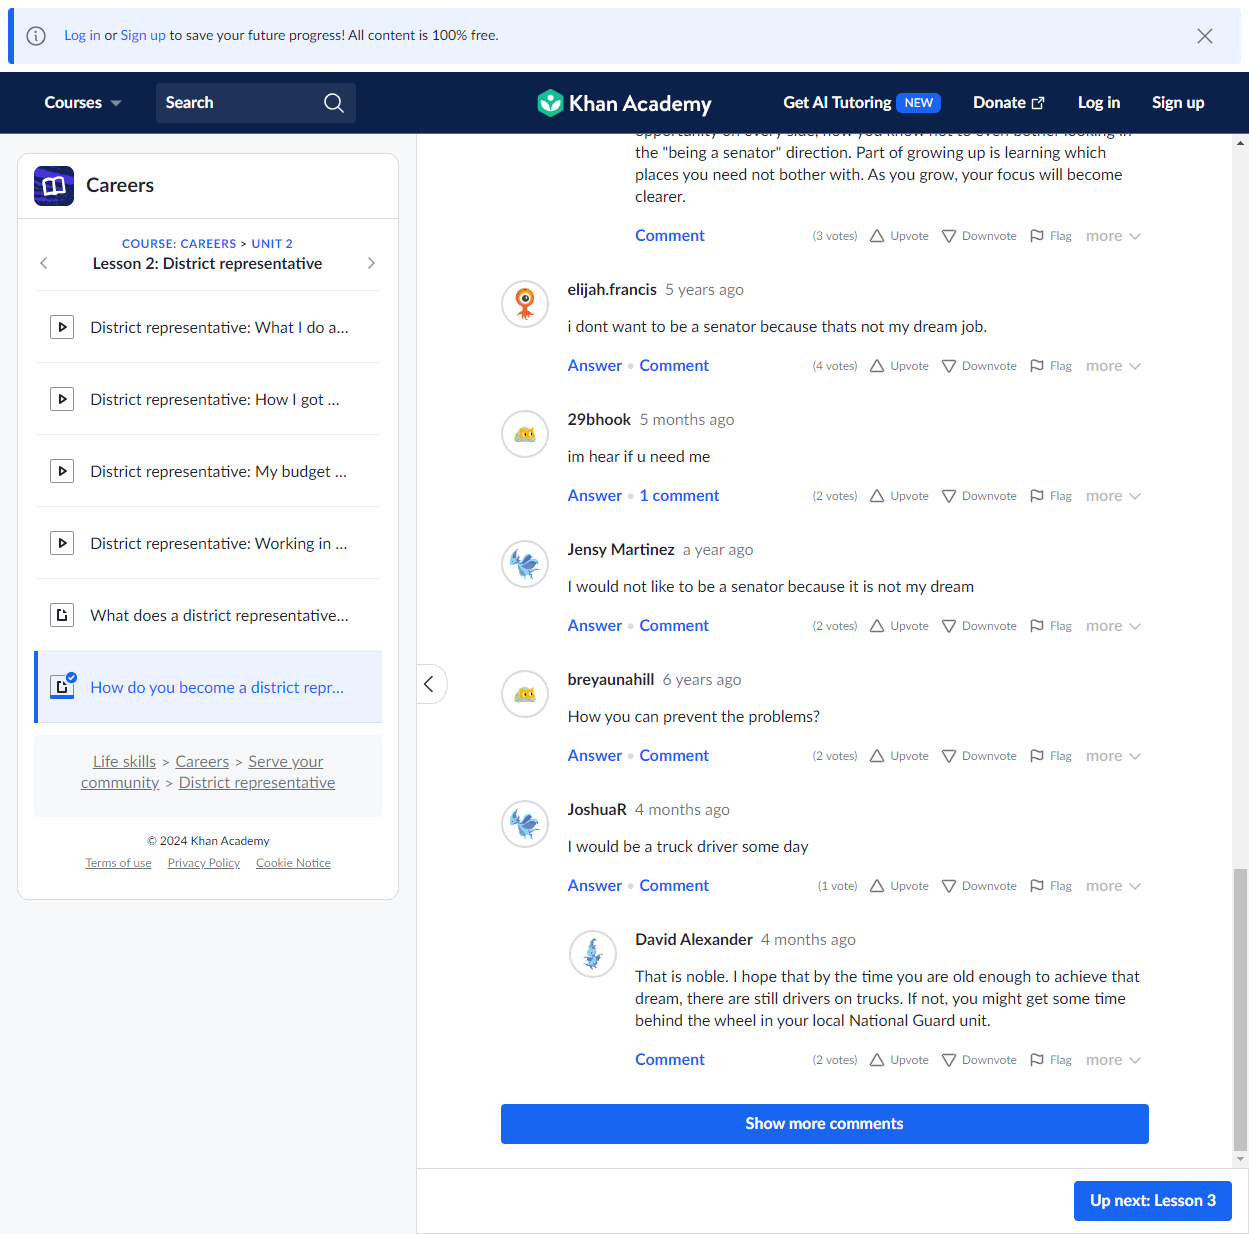 Log in or Sign up to save your future progress! All content is 100% free.
Courses
Search
Khan Academy
Get AI Tutoring NEW
Donate
Log in
Sign up
Careers
COURSE: CAREERS > UNIT 2
Lesson 2: District representative
District representative: What I do a...
District representative: How I got ...
District representative: My budget ...
District representative: Working in ...
What does a district representative...
How do you become a district repr...
Life skills > Careers > Serve your
community > District representative
© 2024 Khan Academy
Terms of use Privacy Policy Cookie Notice
opportunity on every side, now you know not to even bother looking in
the "being a senator" direction. Part of growing up is learning which
places you need not bother with. As you grow, your focus will become
clearer.
Comment (3 votes) Upvote Downvote Flag more
elijah.francis 5 years ago
i dont want to be a senator because thats not my dream job.
Answer • Comment (4 votes) Upvote Downvote Flag more
29bhook 5 months ago
im hear if u need me
Answer • 1 comment (2 votes) Upvote Downvote Flag more
Jensy Martinez a year ago
I would not like to be a senator because it is not my dream
Answer • Comment (2 votes) Upvote Downvote Flag more
breyaunahill 6 years ago
How you can prevent the problems?
Answer • Comment (2 votes) Upvote Downvote Flag more
JoshuaR 4 months ago
I would be a truck driver some day
Answer • Comment (1 vote) Upvote Downvote Flag more
David Alexander 4 months ago
That is noble. I hope that by the time you are old enough to achieve that
dream, there are still drivers on trucks. If not, you might get some time
behind the wheel in your local National Guard unit.
Comment (2 votes) Upvote Downvote Flag more
Show more comments
Up next: Lesson 3